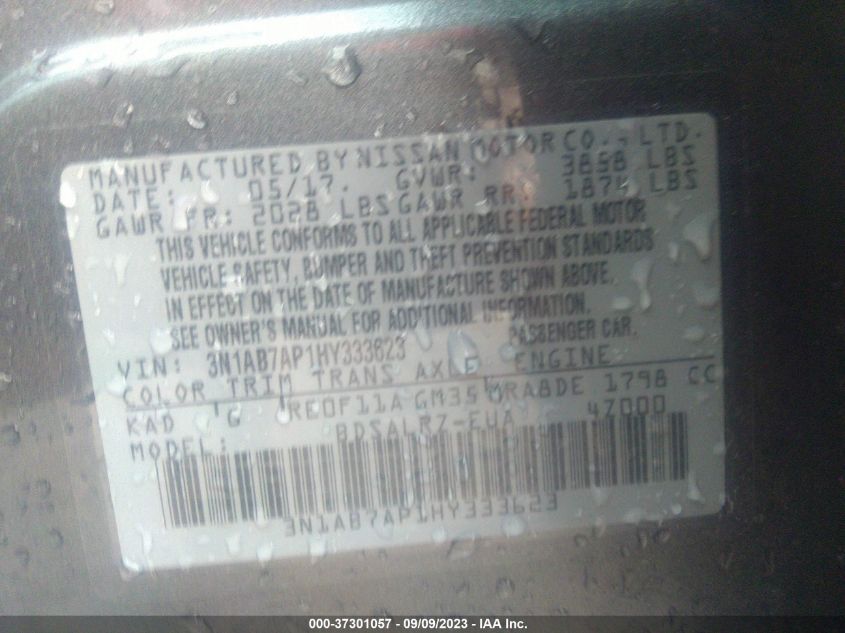 MANUFACTURED BY NISSAN MOTOR CO., LTD.
DATE: 05/17. GVWR: 3858 LBS
GAWR FR: 2028 LBS GAWR RR: 1874 LBS
THIS VEHICLE CONFORMS TO ALL APPLICABLE FEDERAL MOTOR
VEHICLE SAFETY, BUMPER AND THEFT PREVENTION STANDARDS
IN EFFECT ON THE DATE OF MANUFACTURE SHOWN ABOVE.
SEE OWNER'S MANUAL FOR ADDITIONAL INFORMATION.
VIN: 3N1AB7AP1HY333623 PASSENGER CAR.
COLOR TRIM TRANS AXLE ENGINE
KAD G RE0F11A GM35 MRA8DE 1798 CC
MODEL: BDSALRZ-EUA 47000
3N1AB7AP1HY333623
000-37301057 - 09/09/2023 - IAA Inc.